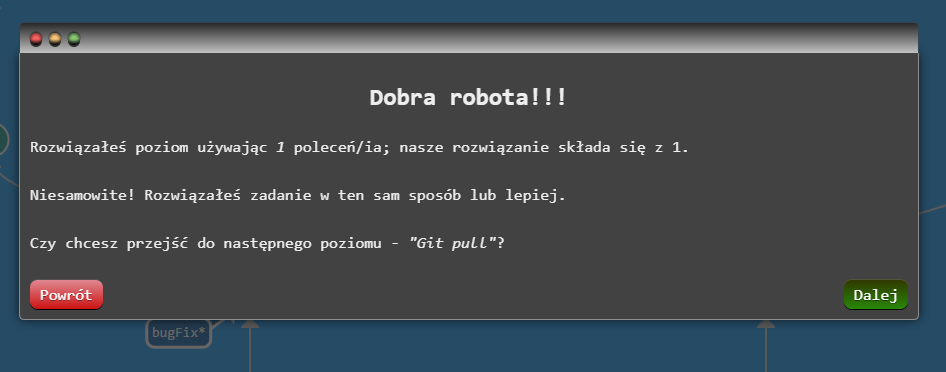 Dobra robota!!!
Rozwiązałeś poziom używając 1 poleceń/ia; nasze rozwiązanie składa się z 1.
Niesamowite! Rozwiązałeś zadanie w ten sam sposób lub lepiej.
Czy chcesz przejść do następnego poziomu - "Git pull"?
Powrót Dalej
bugFix*